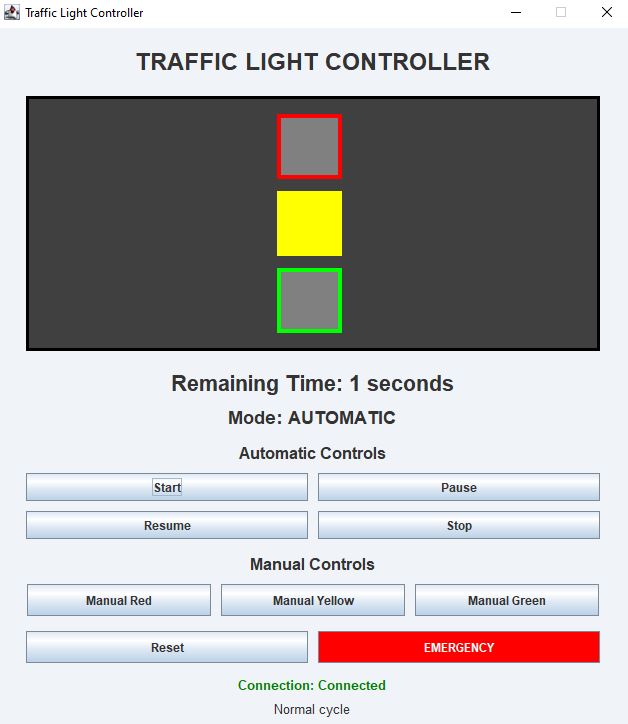 Traffic Light Controller
TRAFFIC LIGHT CONTROLLER
Remaining Time: 1 seconds
Mode: AUTOMATIC
Automatic Controls
Start
Pause
Resume
Stop
Manual Controls
Manual Red
Manual Yellow
Manual Green
Reset
EMERGENCY
Connection: Connected
Normal cycle